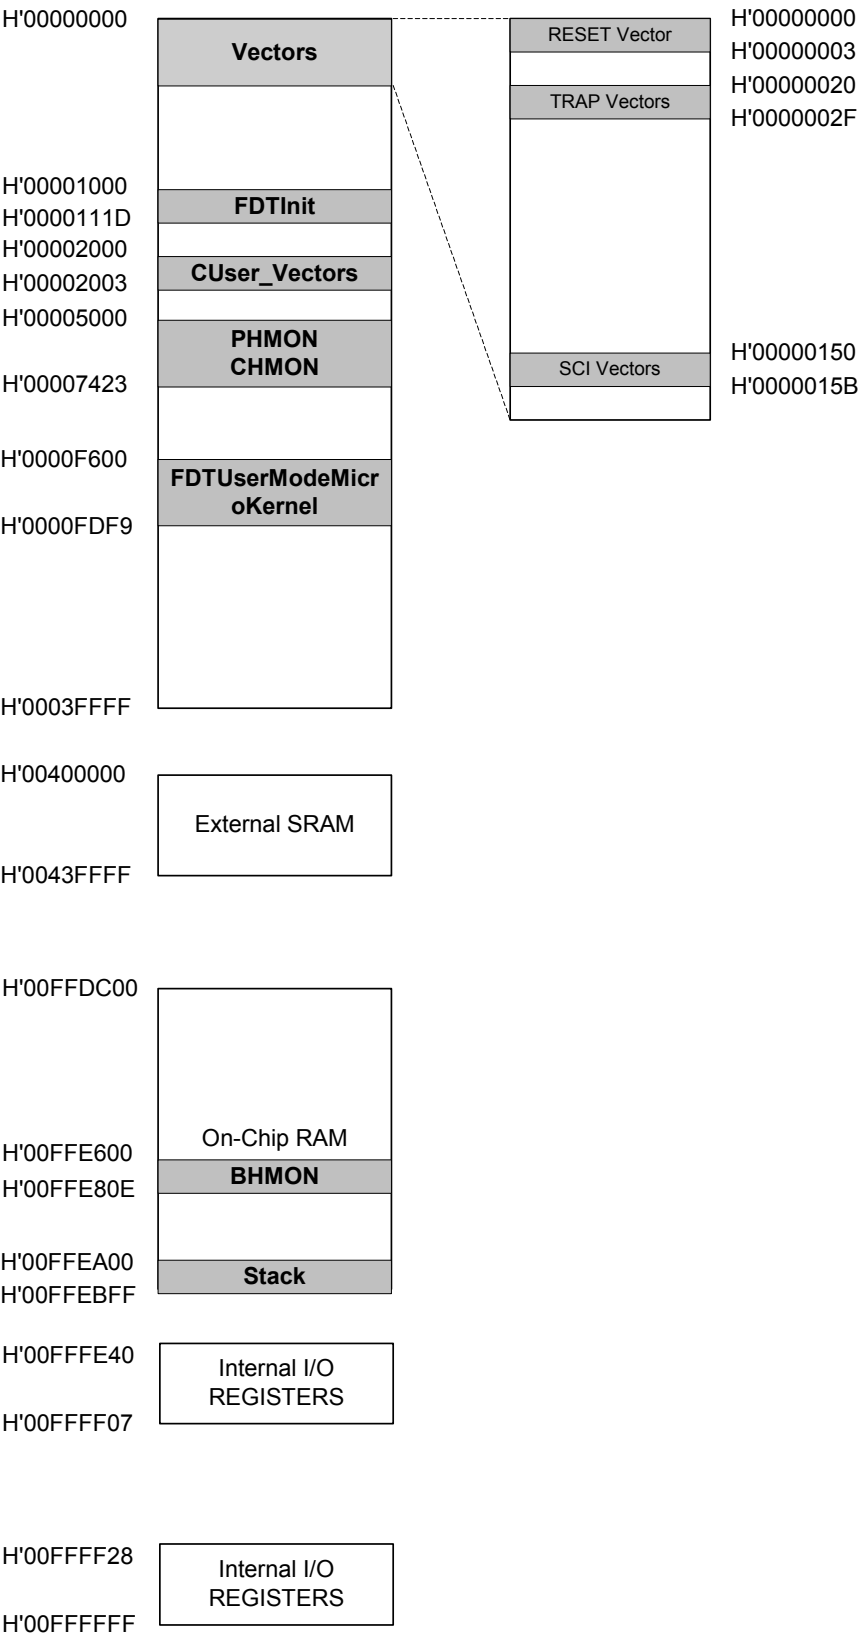 H'00000000
Vectors
H'00001000
FDTInit
H'0000111D
H'00002000
CUser_Vectors
H'00002003
H'00005000
PHMON
CHMON
H'00007423
H'0000F600
FDTUserModeMicr
oKernel
H'0000FDF9
H'0003FFFF
H'00400000
External SRAM
H'0043FFFF
H'00FFDC00
On-Chip RAM
H'00FFE600
BHMON
H'00FFE80E
H'00FFEA00
Stack
H'00FFEBFF
H'00FFFE40
Internal I/O
REGISTERS
H'00FFFF07
H'00FFFF28
Internal I/O
REGISTERS
H'00FFFFFF
H'00000000
RESET Vector
H'00000003
H'00000020
TRAP Vectors
H'0000002F
H'00000150
SCI Vectors
H'0000015B